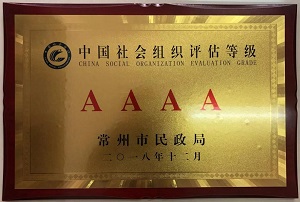 中国社会组织评估等级
CHINA SOCIAL ORGANIZATION EVALUATION GRADE
AAAA
常州市民政局
二〇一八年十二月